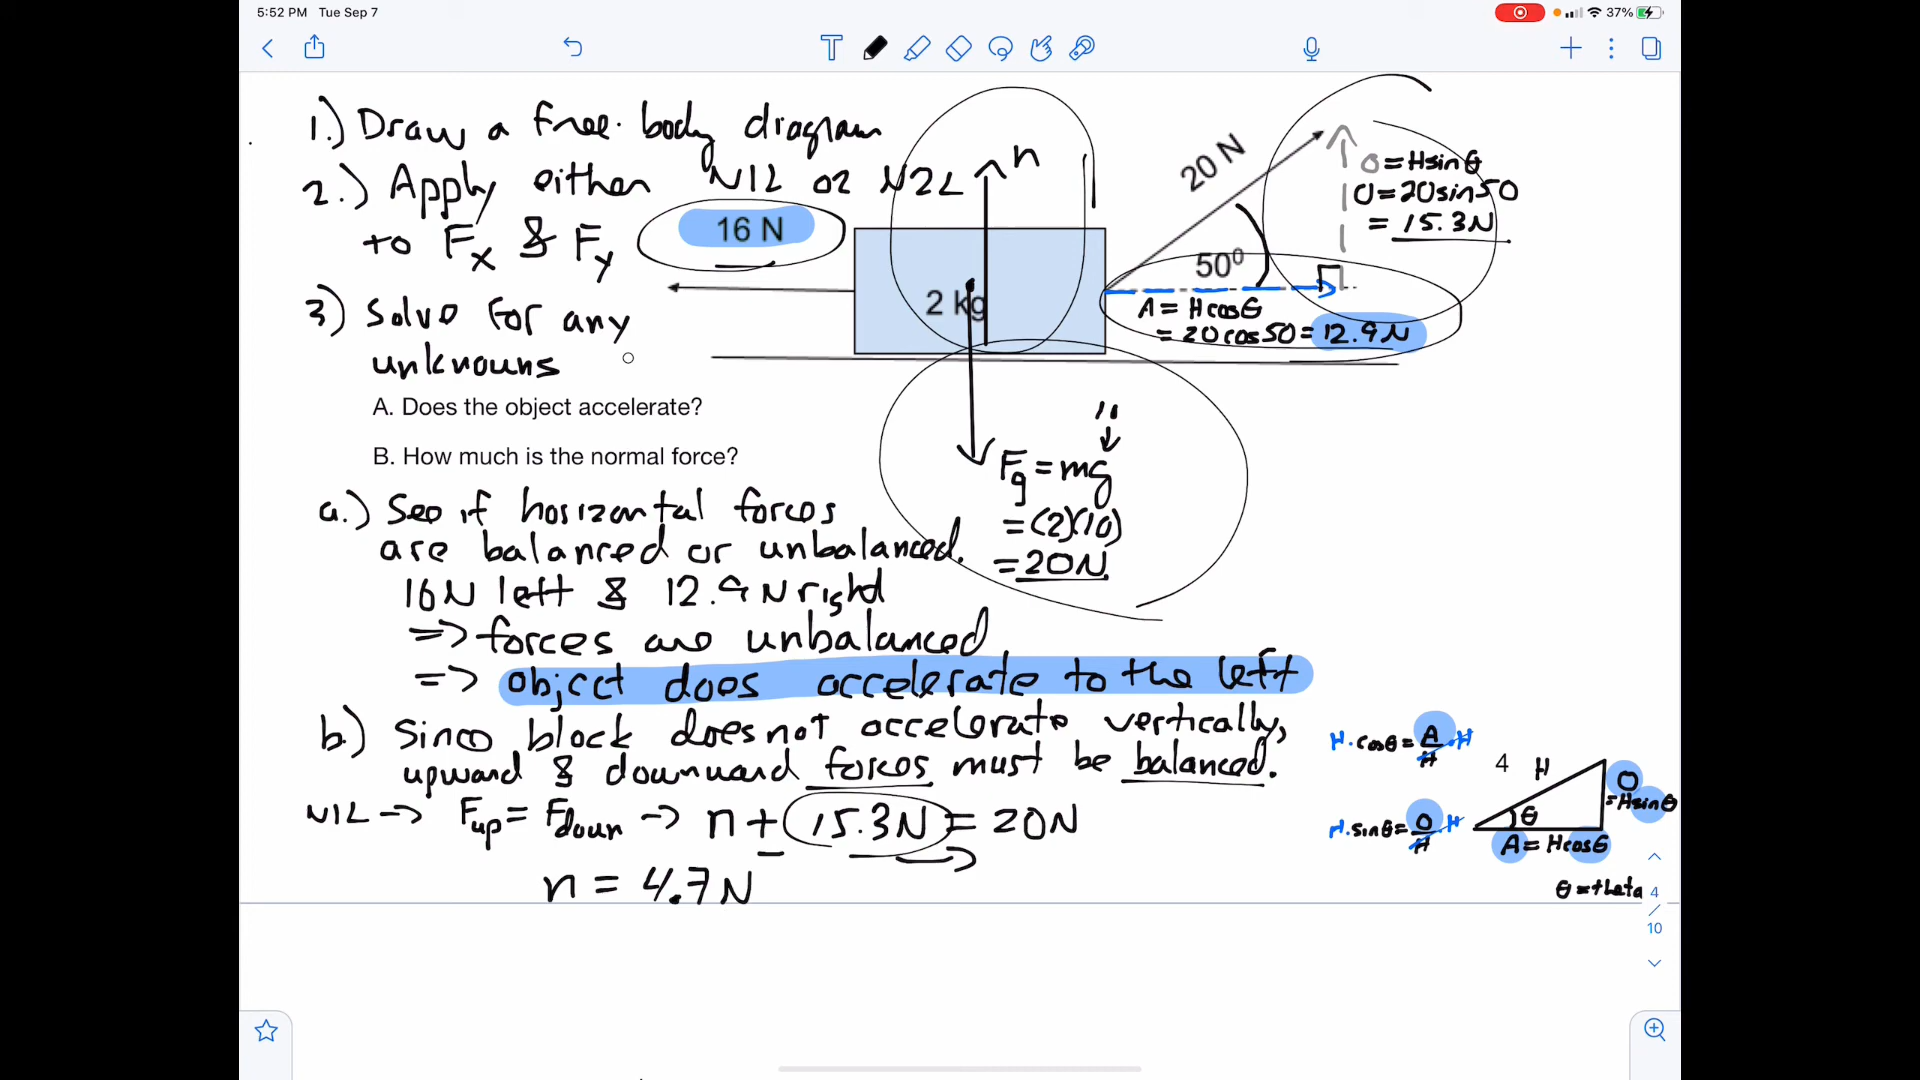 5:52 PM Tue Sep 7
37%
1.) Draw a free-body diagram
2.) Apply either N1L or N2L
to Fx & Fy
3) Solve for any
unknowns
A. Does the object accelerate?
B. How much is the normal force?
16 N
2 kg
n
20 N
50⁰
O=Hsinθ
O=20sin50
= 15.3N
A = Hcosθ
= 20cos50=12.9N
"
Fg=mg
=(2)(10)
=20N
a.) See if horizontal forces
are balanced or unbalanced.
16N left & 12.9N right
=> forces are unbalanced
=> object does accelerate to the left
b.) Since block does not accelerate vertically,
upward & downward forces must be balanced.
N1L -> Fup = Fdown -> n + 15.3N = 20N
n = 4.7N
H·cosθ=A/H·H
H·sinθ=O/H·H
4
H
O
=Hsinθ
θ
A=Hcosθ
θ=theta
4
/
10